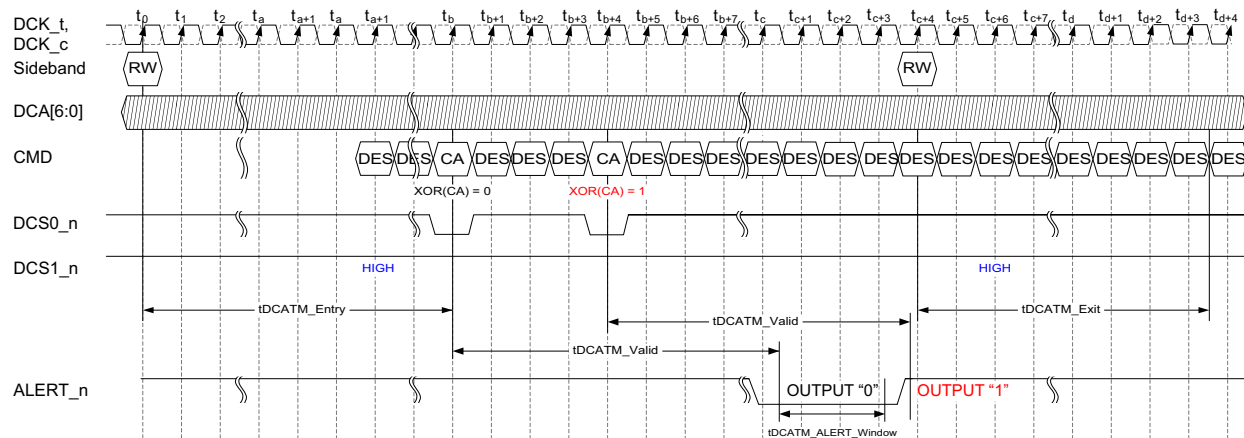 t0 t1 t2 ta ta+1 ta ta+1 tb tb+1 tb+2 tb+3 tb+4 tb+5 tb+6 tb+7 tc tc+1 tc+2 tc+3 tc+4 tc+5 tc+6 tc+7 td td+1 td+2 td+3 td+4
DCK_t,
DCK_c
Sideband RW RW
DCA[6:0]
CMD DES DES CA DES DES DES CA DES DES DES DES DES DES DES DES DES DES DES DES DES DES DES DES
XOR(CA) = 0 XOR(CA) = 1
DCS0_n
DCS1_n
HIGH HIGH
tDCATM_Entry tDCATM_Valid tDCATM_Exit
tDCATM_Valid
ALERT_n OUTPUT “0” OUTPUT “1”
tDCATM_ALERT_Window